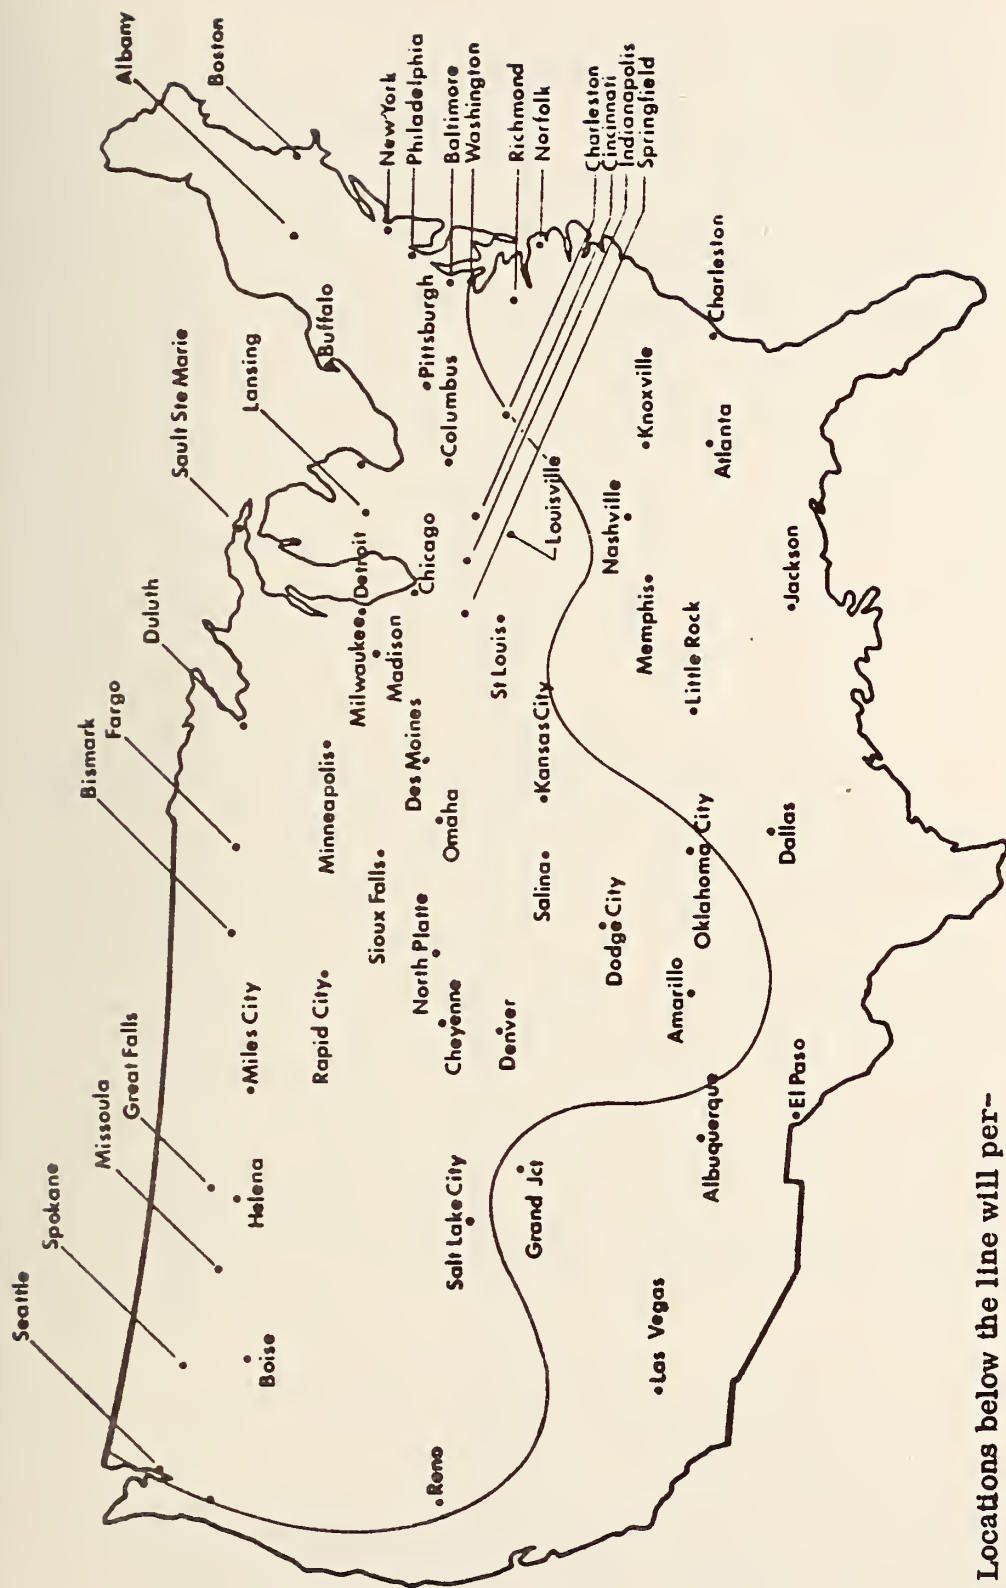 Seattle
Spokane
Missoula
Great Falls
Bismark
Fargo
Duluth
Sault Ste Marie
Lansing
Albany
Boston
Boise
Helena
Miles City
Rapid City
Minneapolis
Sioux Falls
Milwaukee
Detroit
Madison
Buffalo
New York
Philadelphia
Reno
Salt Lake City
Cheyenne
North Platte
Omaha
Des Moines
Chicago
Columbus
Pittsburgh
Baltimore
Washington
Grand Jct
Denver
Salina
Kansas City
St Louis
Louisville
Richmond
Norfolk
Charleston
Cincinnati
Indianapolis
Springfield
Las Vegas
Albuquerque
Amarillo
Dodge City
Oklahoma City
Little Rock
Memphis
Nashville
Knoxville
Atlanta
Charleston
El Paso
Dallas
Jackson
Locations below the line will per-